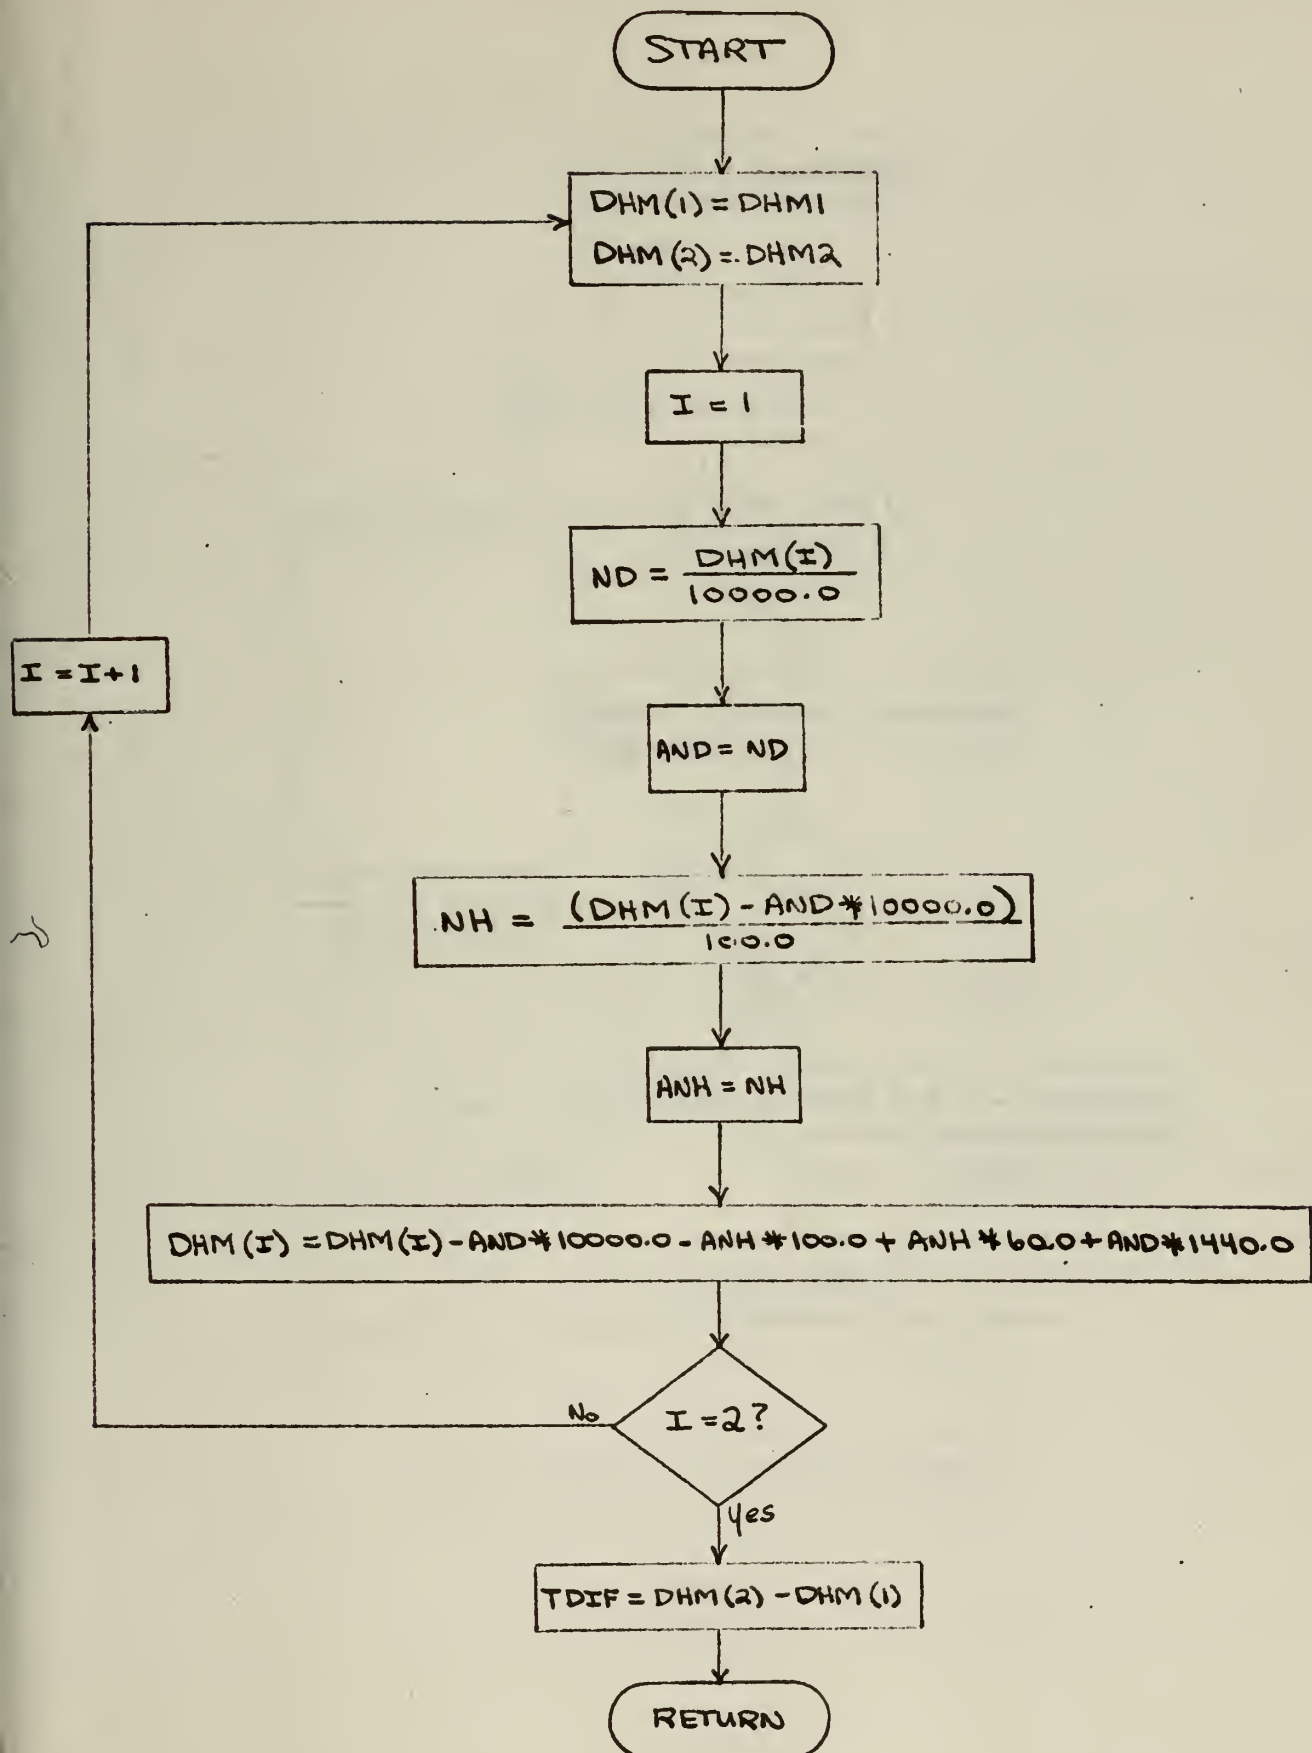 START
DHM(1) = DHM1
DHM(2) = DHM2
I = 1
ND = DHM(I)
10000.0
I = I+1
AND = ND
NH = (DHM(I) - AND*10000.0)
100.0
ANH = NH
DHM(I) = DHM(I) - AND*10000.0 - ANH*100.0 + ANH*60.0 + AND*1440.0
No
I = 2?
Yes
TDIF = DHM(2) - DHM(1)
RETURN